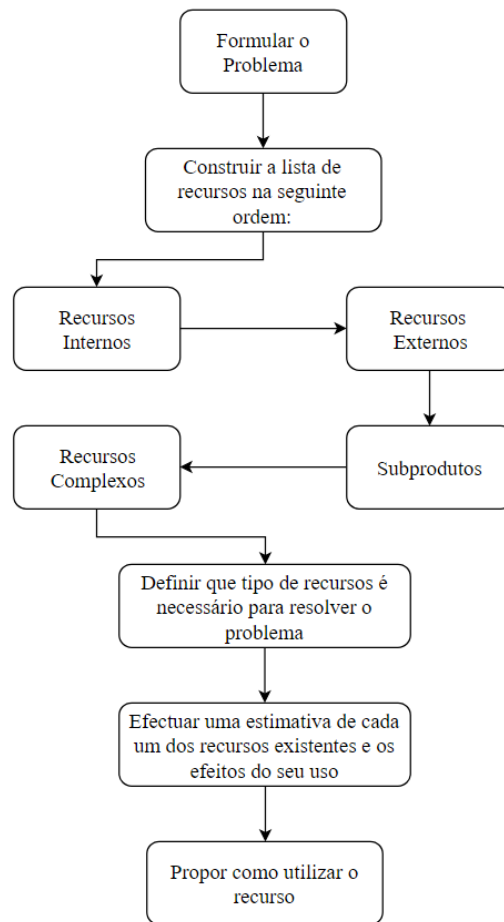 Formular o
Problema
Construir a lista de
recursos na seguinte
ordem:
Recursos
Internos
Recursos
Externos
Subprodutos
Recursos
Complexos
Definir que tipo de recursos é
necessário para resolver o
problema
Efectuar uma estimativa de cada
um dos recursos existentes e os
efeitos do seu uso
Propor como utilizar o
recurso